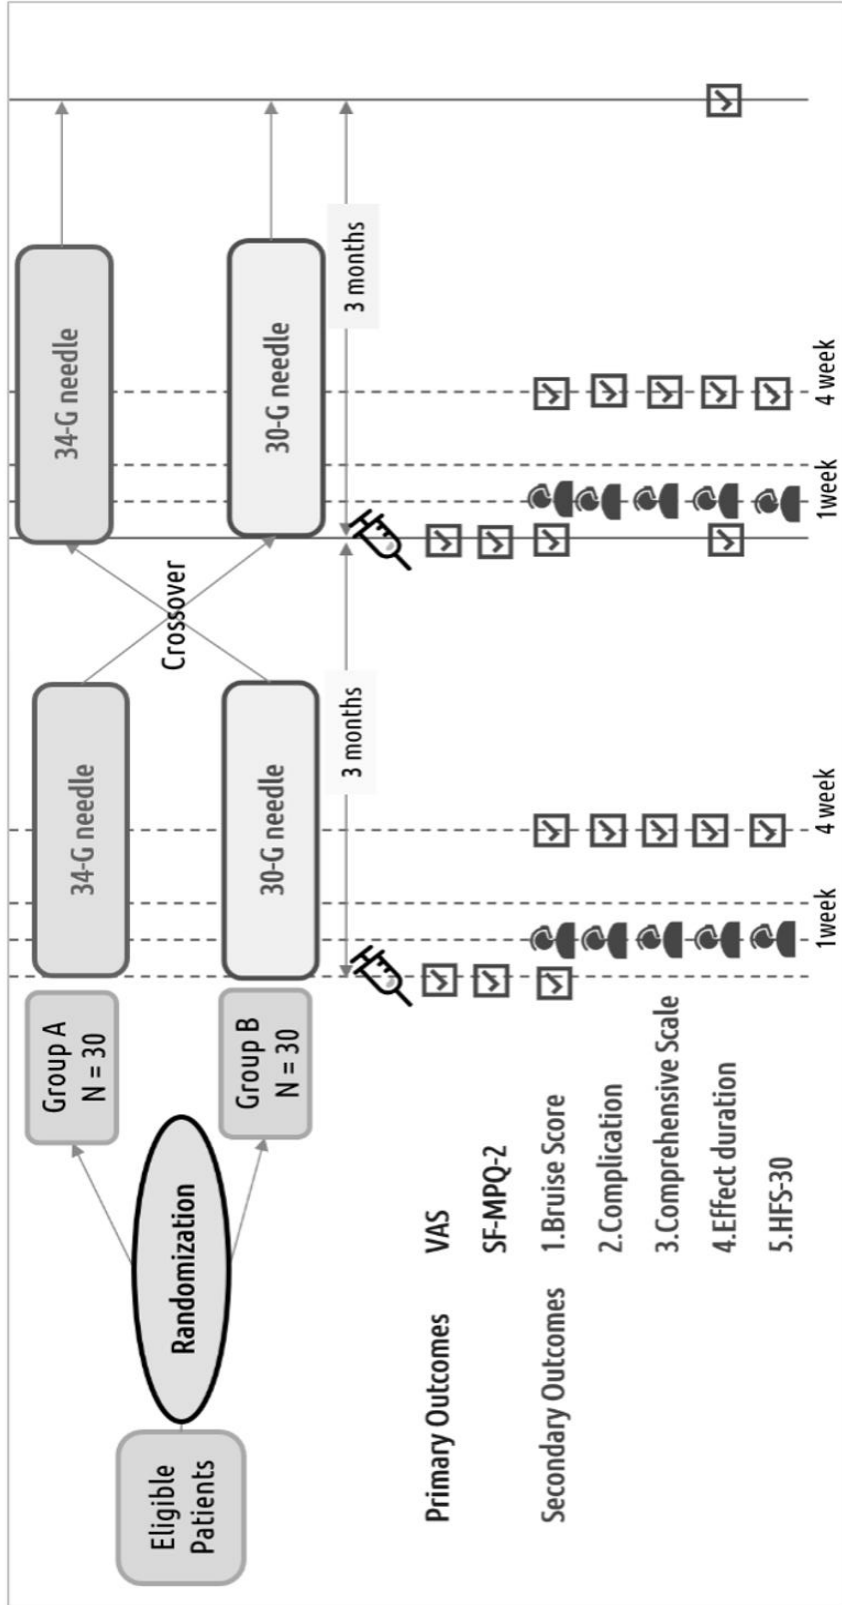 Eligible
Patients
Randomization
Group A
N = 30
Group B
N = 30
34-G needle
30-G needle
Crossover
34-G needle
30-G needle
3 months
3 months
Primary Outcomes
VAS
SF-MPQ-2
Secondary Outcomes
1.Bruise Score
2.Complication
3.Comprehensive Scale
4.Effect duration
5.HFS-30
1week
4 week
1week
4 week